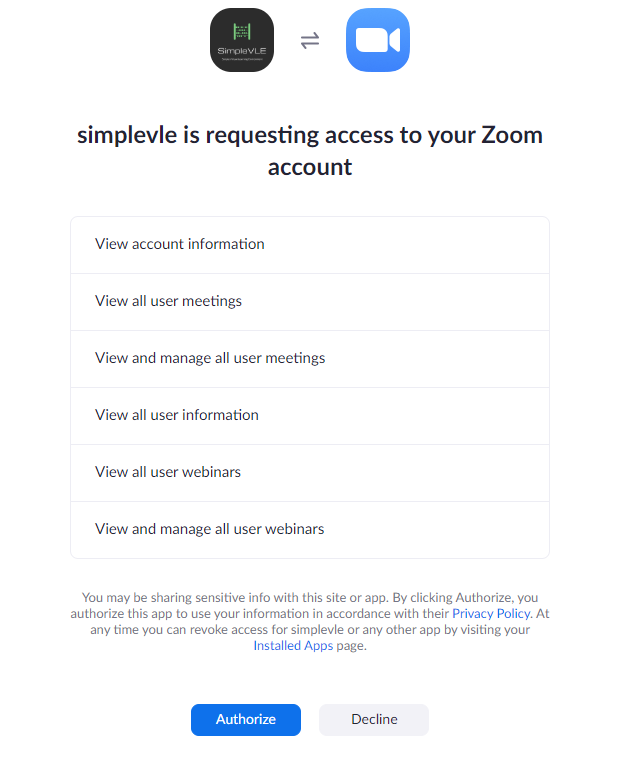 SimpleVLE
simplevle is requesting access to your Zoom
account
View account information
View all user meetings
View and manage all user meetings
View all user information
View all user webinars
View and manage all user webinars
You may be sharing sensitive info with this site or app. By clicking Authorize, you
authorize this app to use your information in accordance with their Privacy Policy. At
any time you can revoke access for simplevle or any other app by visiting your
Installed Apps page.
Authorize
Decline